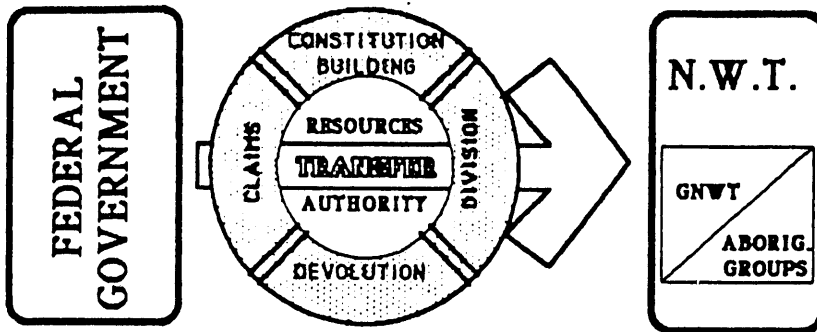 FEDERAL
GOVERNMENT
CONSTITUTION
BUILDING
CLAIMS
RESOURCES
TRANSFER
AUTHORITY
DIVISION
DEVOLUTION
N.W.T.
GNWT
ABORIG.
GROUPS